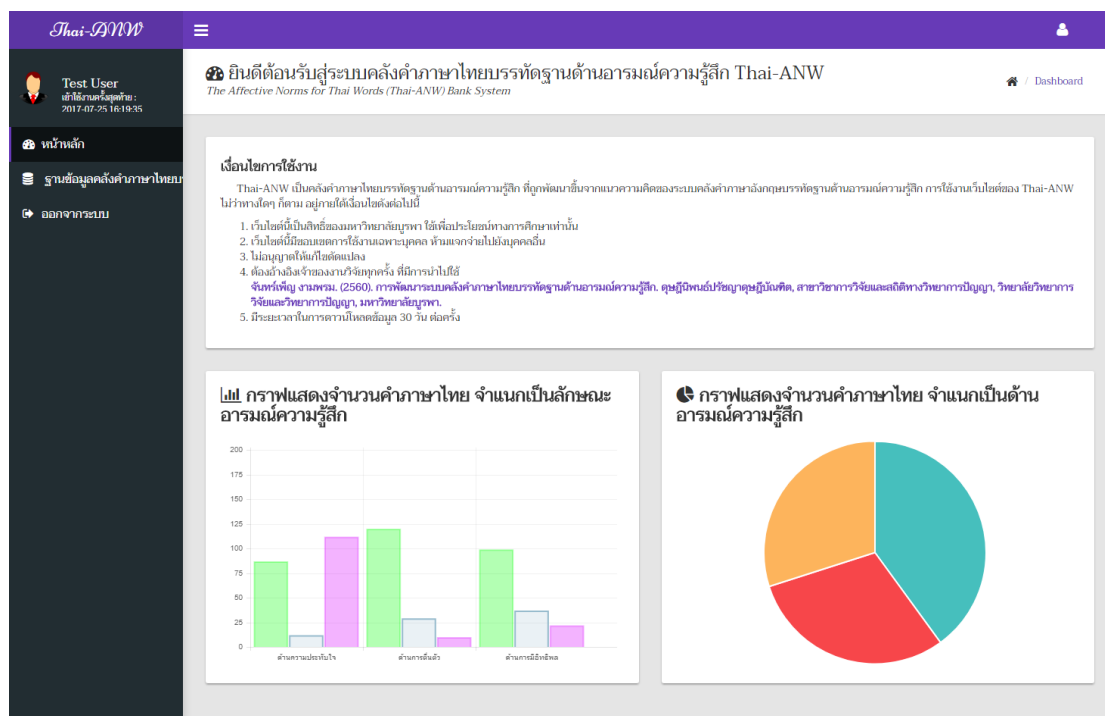 Thai-ANW
Test User
เข้าใช้งานครั้งสุดท้าย :
2017-07-25 16:19:35
หน้าหลัก
ฐานข้อมูลคลังคำภาษาไทยบร
ออกจากระบบ
ยินดีต้อนรับสู่ระบบคลังคำภาษาไทยบรรทัดฐานด้านอารมณ์ความรู้สึก Thai-ANW
The Affective Norms for Thai Words (Thai-ANW) Bank System
/ Dashboard
เงื่อนไขการใช้งาน
Thai-ANW เป็นคลังคำภาษาไทยบรรทัดฐานด้านอารมณ์ความรู้สึก ที่ถูกพัฒนาขึ้นจากแนวความคิดของระบบคลังคำภาษาอังกฤษบรรทัดฐานด้านอารมณ์ความรู้สึก การใช้งานเว็บไซต์ของ Thai-ANW
ไม่ว่าทางใดๆ ก็ตาม อยู่ภายใต้เงื่อนไขดังต่อไปนี้
1. เว็บไซต์นี้เป็นสิทธิ์ของมหาวิทยาลัยบูรพา ใช้เพื่อประโยชน์ทางการศึกษาเท่านั้น
2. เว็บไซต์นี้มีขอบเขตการใช้งานเฉพาะบุคคล ห้ามแจกจ่ายไปยังบุคคลอื่น
3. ไม่อนุญาตให้แก้ไขดัดแปลง
4. ต้องอ้างอิงเจ้าของงานวิจัยทุกครั้ง ที่มีการนำไปใช้
จันทร์เพ็ญ งามพรม. (2560). การพัฒนาระบบคลังคำภาษาไทยบรรทัดฐานด้านอารมณ์ความรู้สึก. ดุษฎีนิพนธ์ปรัชญาดุษฎีบัณฑิต, สาขาวิชาการวิจัยและสถิติทางวิทยาการปัญญา, วิทยาลัยวิทยาการ
วิจัยและวิทยาการปัญญา, มหาวิทยาลัยบูรพา.
5. มีระยะเวลาในการดาวน์โหลดข้อมูล 30 วัน ต่อครั้ง
กราฟแสดงจำนวนคำภาษาไทย จำแนกเป็นลักษณะ
อารมณ์ความรู้สึก
200
175
150
125
100
75
50
25
0
ด้านความประทับใจ ด้านการตื่นตัว ด้านการมีอิทธิพล
กราฟแสดงจำนวนคำภาษาไทย จำแนกเป็นด้าน
อารมณ์ความรู้สึก